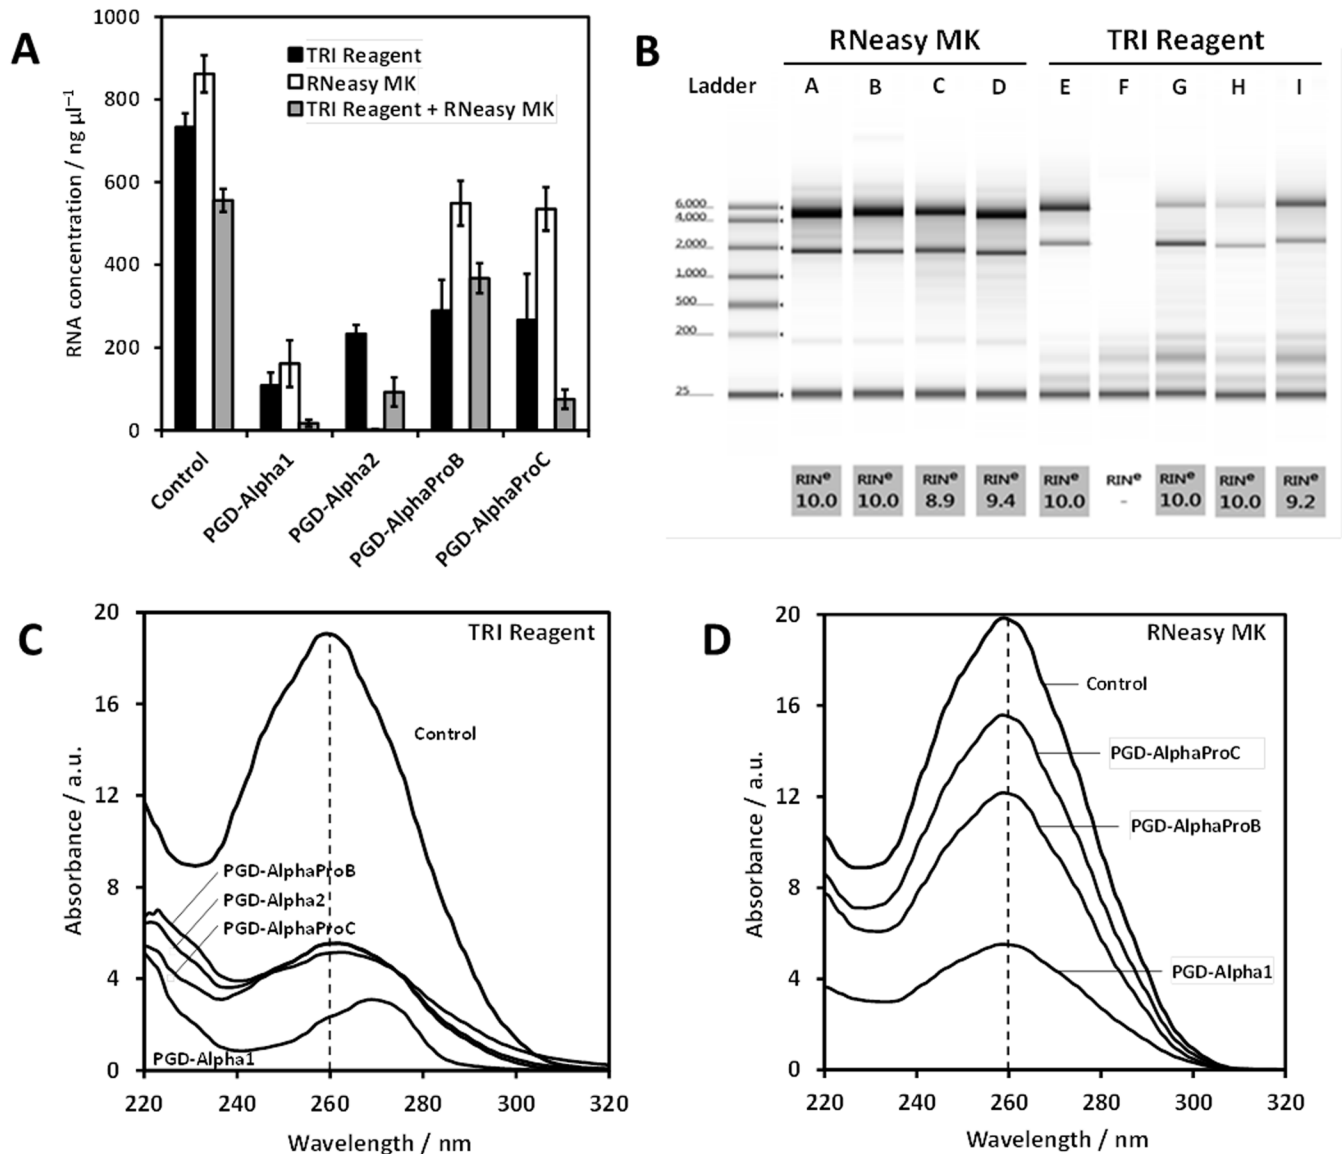 A
1000
800
600
400
200
0
RNA concentration / ng µl⁻¹
TRI Reagent
RNeasy MK
TRI Reagent + RNeasy MK
Control
PGD-Alpha1
PGD-Alpha2
PGD-AlphaProB
PGD-AlphaProC
B
RNeasy MK TRI Reagent
Ladder A B C D E F G H I
6,000
4,000
2,000
1,000
500
200
25
RINᵉ RINᵉ RINᵉ RINᵉ RINᵉ RINᵉ RINᵉ RINᵉ RINᵉ
10.0 10.0 8.9 9.4 10.0 - 10.0 10.0 9.2
C
TRI Reagent
20
16
12
8
4
0
Absorbance / a.u.
Control
PGD-AlphaProB
PGD-Alpha2
PGD-AlphaProC
PGD-Alpha1
220 240 260 280 300 320
Wavelength / nm
D
RNeasy MK
20
16
12
8
4
0
Absorbance / a.u.
Control
PGD-AlphaProC
PGD-AlphaProB
PGD-Alpha1
220 240 260 280 300 320
Wavelength / nm